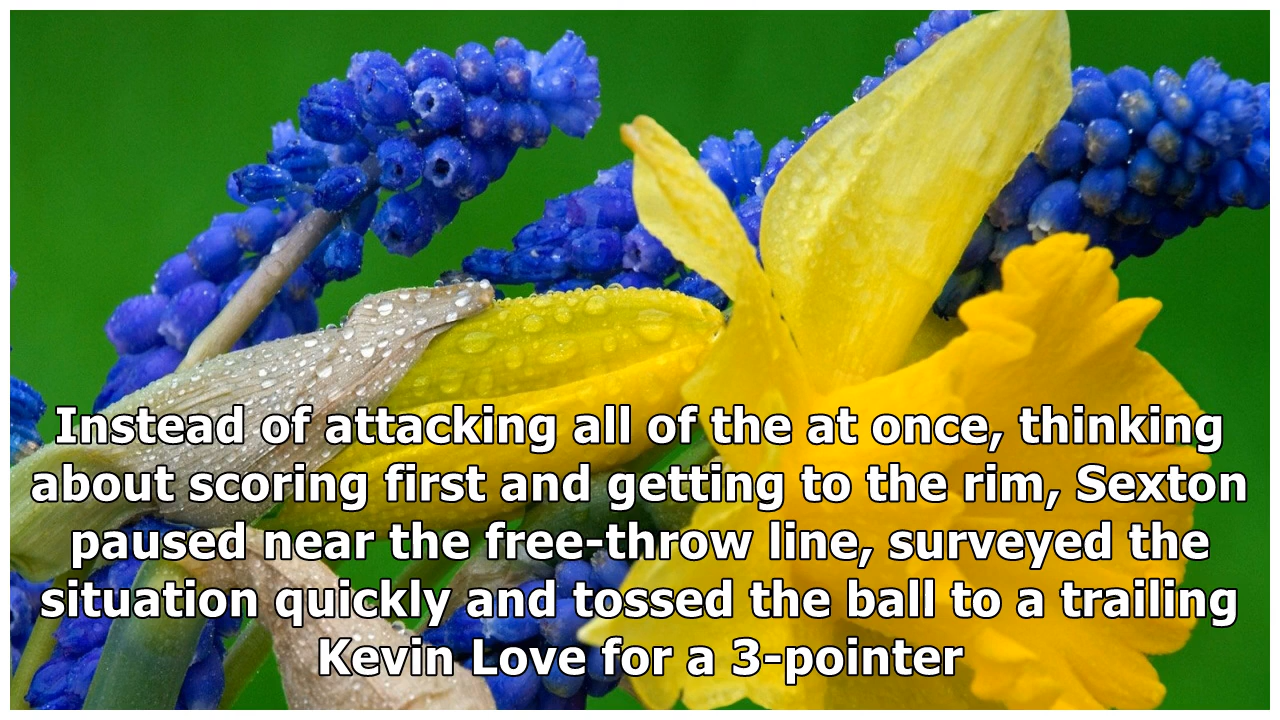 Instead of attacking all of the at once, thinking
about scoring first and getting to the rim, Sexton
paused near the free-throw line, surveyed the
situation quickly and tossed the ball to a trailing
Kevin Love for a 3-pointer